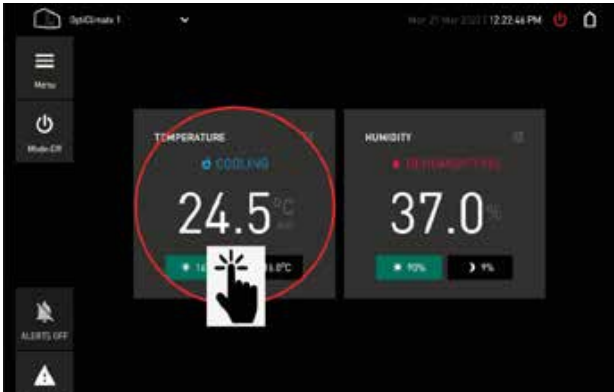 OptiClimate 1
12:22:46 PM
Menu
Mode-Off
TEMPERATURE
COOLING
24.5°C
HUMIDITY
37.0%
90%
9%
ALERTS OFF